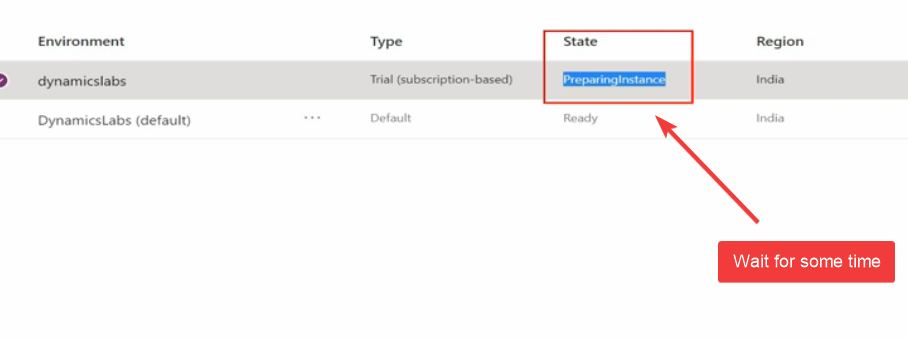 Environment Type State Region
dynamicslabs Trial (subscription-based) PreparingInstance India
DynamicsLabs (default) ... Default Ready India
Wait for some time